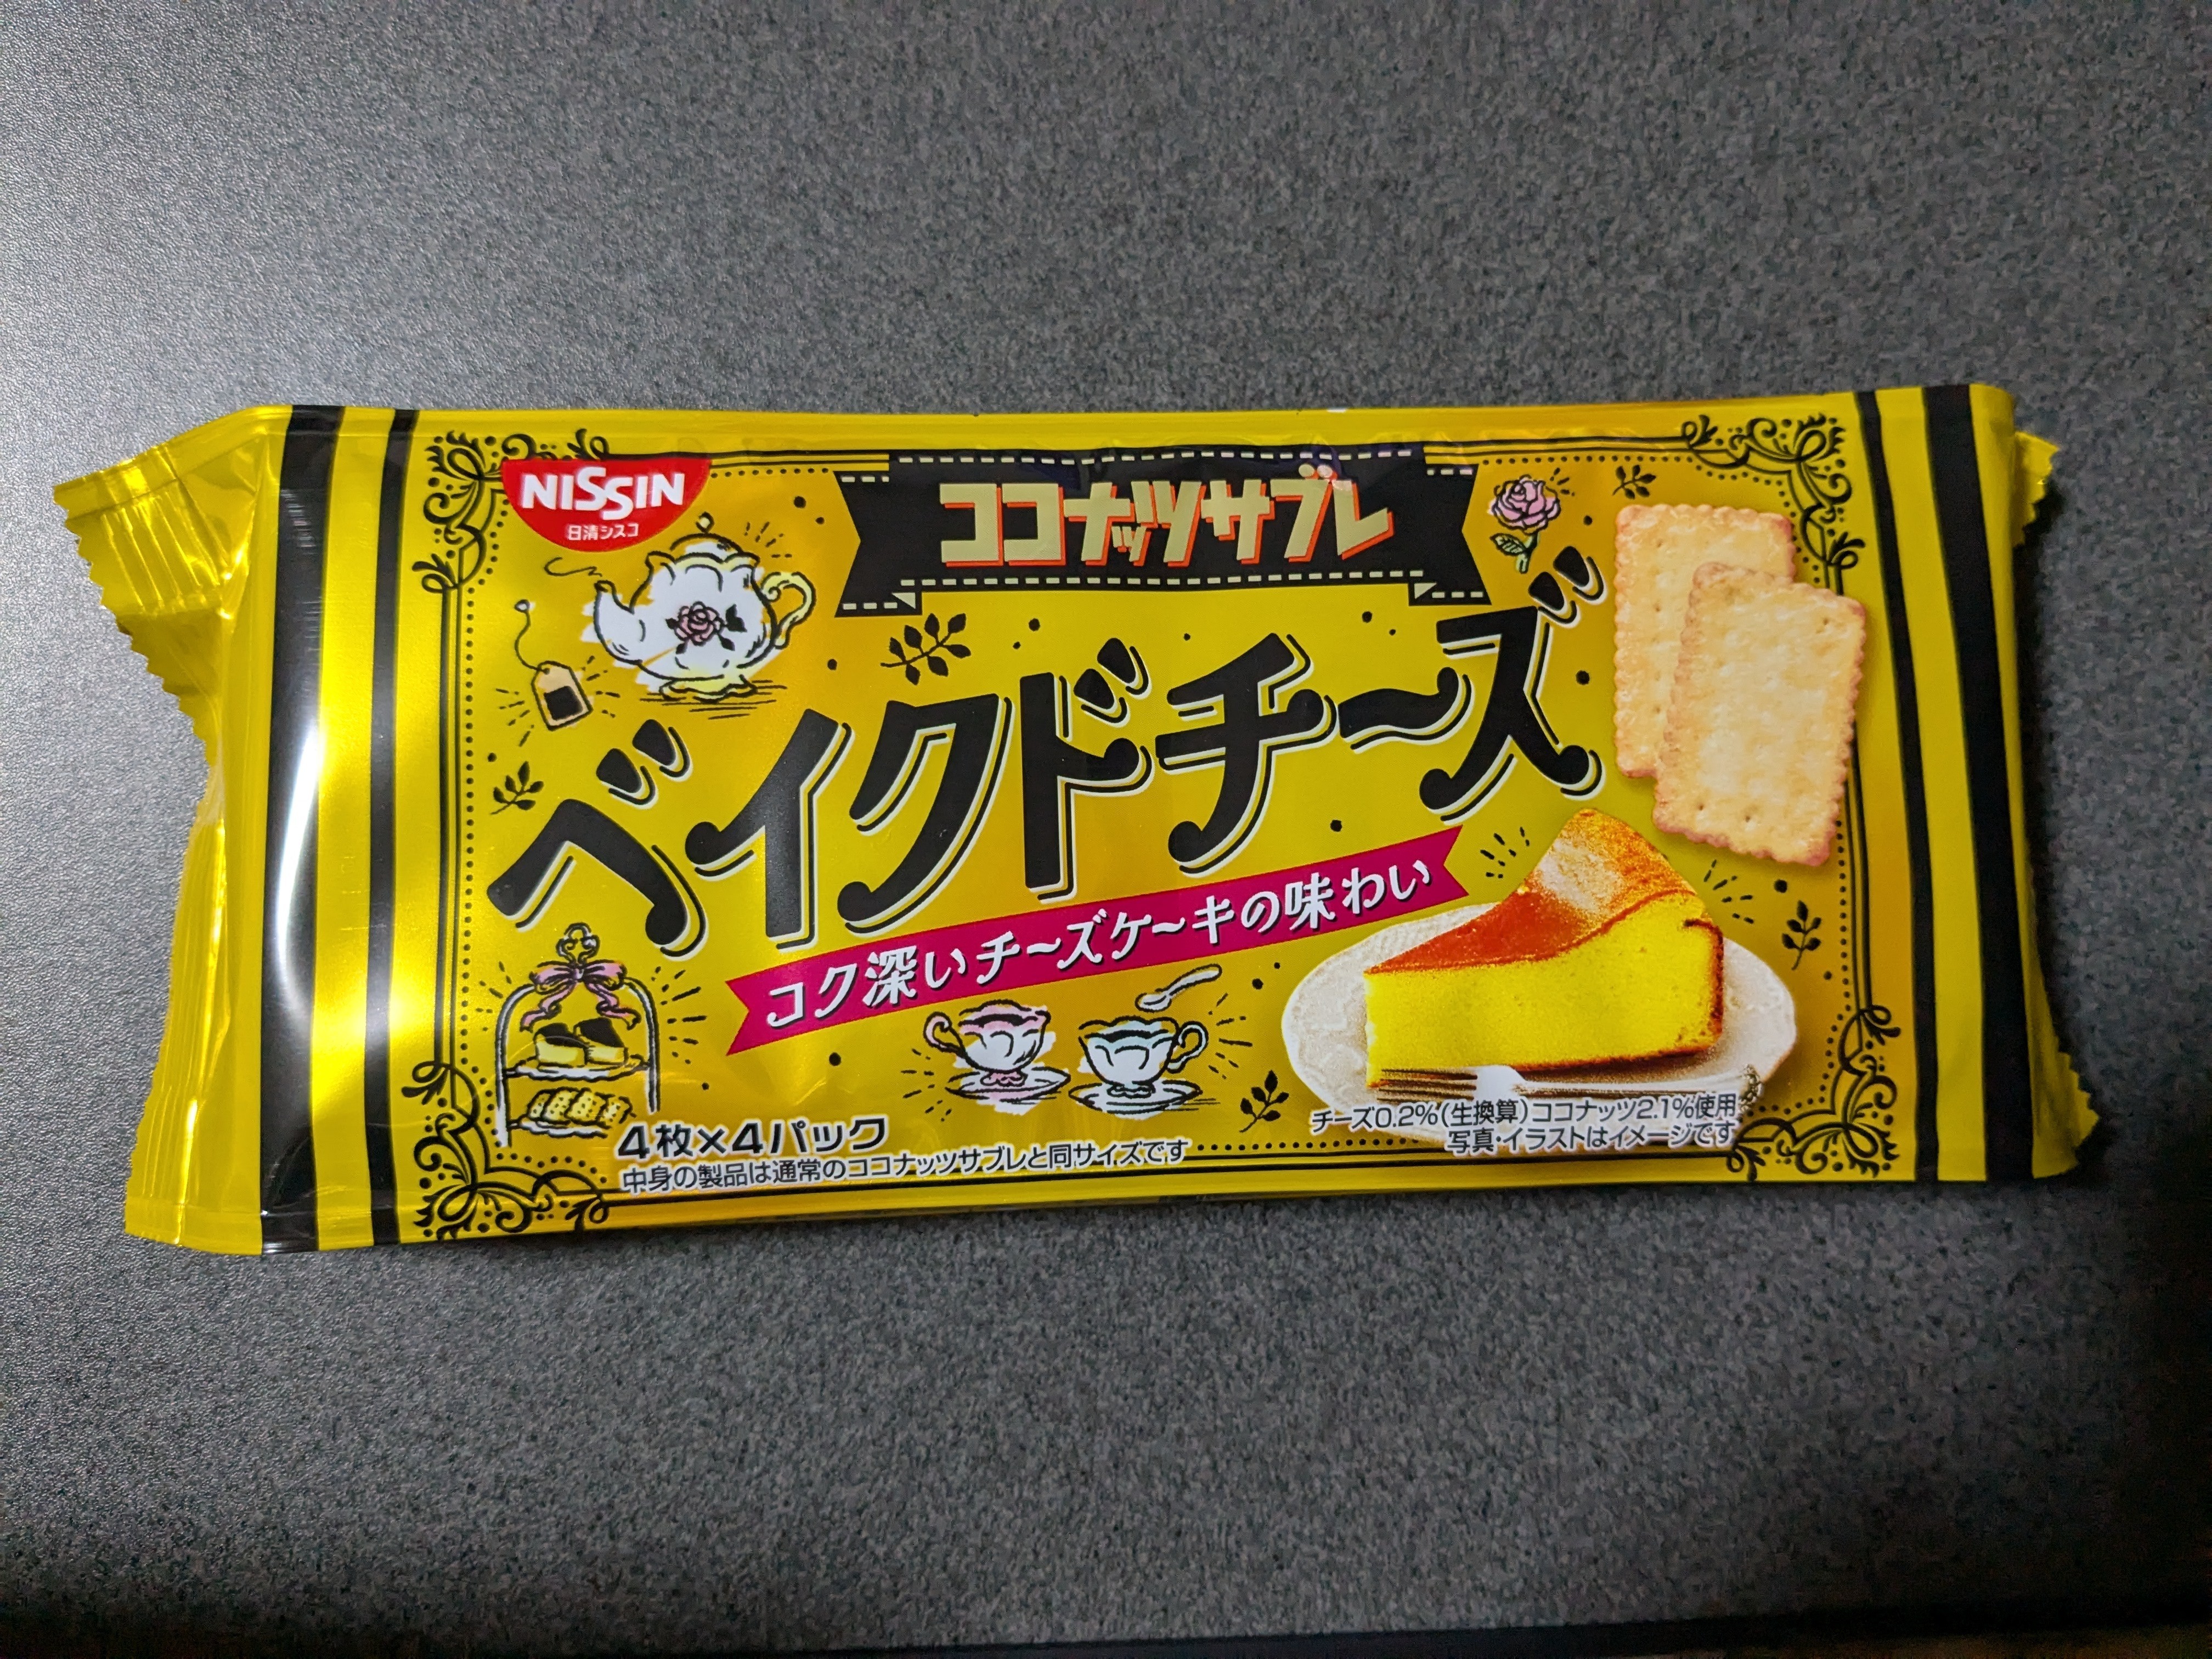 NISSIN
日清シスコ
ココナッツサブレ
ベイクドチーズ
コク深いチーズケーキの味わい
4枚×4パック
中身の製品は通常のココナッツサブレと同サイズです
チーズ0.2%(生換算)ココナッツ2.1%使用
写真・イラストはイメージです